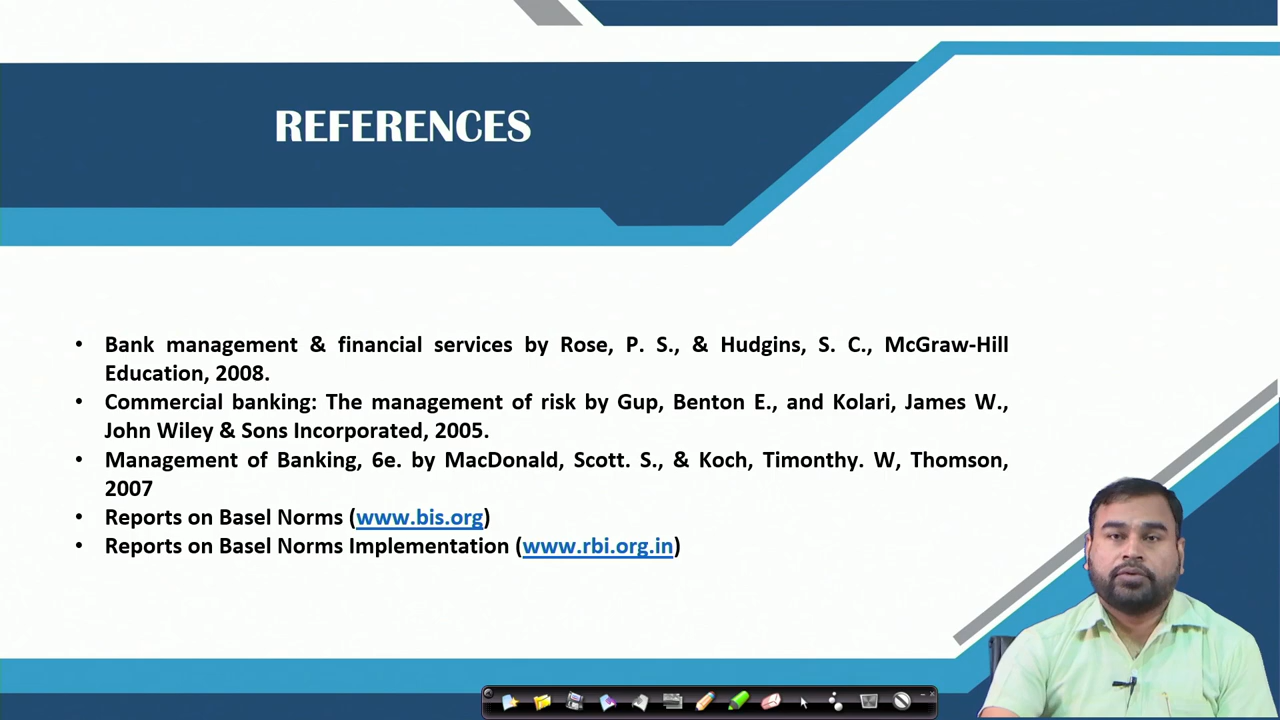 REFERENCES
• Bank management & financial services by Rose, P. S., & Hudgins, S. C., McGraw-Hill
Education, 2008.
• Commercial banking: The management of risk by Gup, Benton E., and Kolari, James W.,
John Wiley & Sons Incorporated, 2005.
• Management of Banking, 6e. by MacDonald, Scott. S., & Koch, Timonthy. W, Thomson,
2007
• Reports on Basel Norms (www.bis.org)
• Reports on Basel Norms Implementation (www.rbi.org.in)